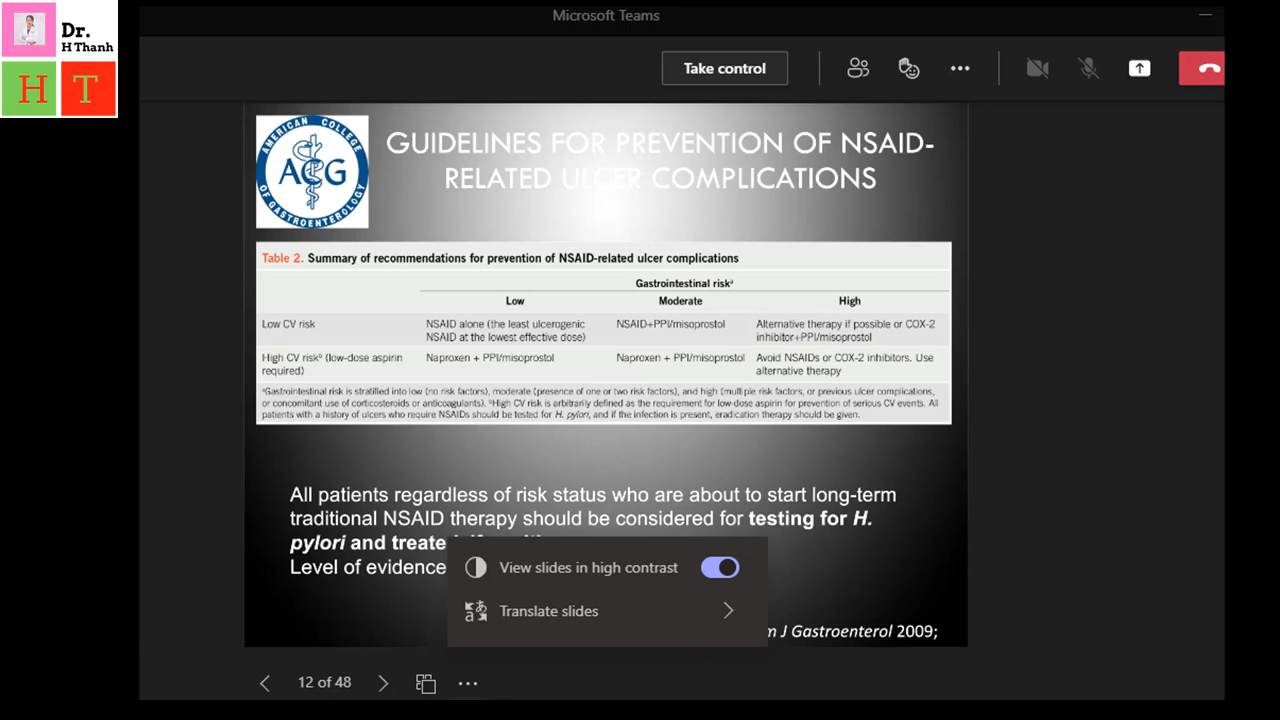 Dr.
H Thanh
H T
Microsoft Teams
Take control
AMERICAN COLLEGE
OF GASTROENTEROLOGY
ACG
GUIDELINES FOR PREVENTION OF NSAID-
RELATED ULCER COMPLICATIONS
Table 2. Summary of recommendations for prevention of NSAID-related ulcer complications
Gastrointestinal riskᵃ
Low Moderate High
Low CV risk NSAID alone (the least ulcerogenic NSAID+PPI/misoprostol Alternative therapy if possible or COX-2
NSAID at the lowest effective dose) inhibitor+PPI/misoprostol
High CV riskᵇ (low-dose aspirin Naproxen + PPI/misoprostol Naproxen + PPI/misoprostol Avoid NSAIDs or COX-2 inhibitors. Use
required) alternative therapy
ᵃGastrointestinal risk is stratified into low (no risk factors), moderate (presence of one or two risk factors), and high (multiple risk factors, or previous ulcer complications,
or concomitant use of corticosteroids or anticoagulants). ᵇHigh CV risk is arbitrarily defined as the requirement for low-dose aspirin for prevention of serious CV events. All
patients with a history of ulcers who require NSAIDs should be tested for H. pylori, and if the infection is present, eradication therapy should be given.
All patients regardless of risk status who are about to start long-term
traditional NSAID therapy should be considered for testing for H.
pylori and treate
Level of evidence
View slides in high contrast
Translate slides
m J Gastroenterol 2009;
12 of 48